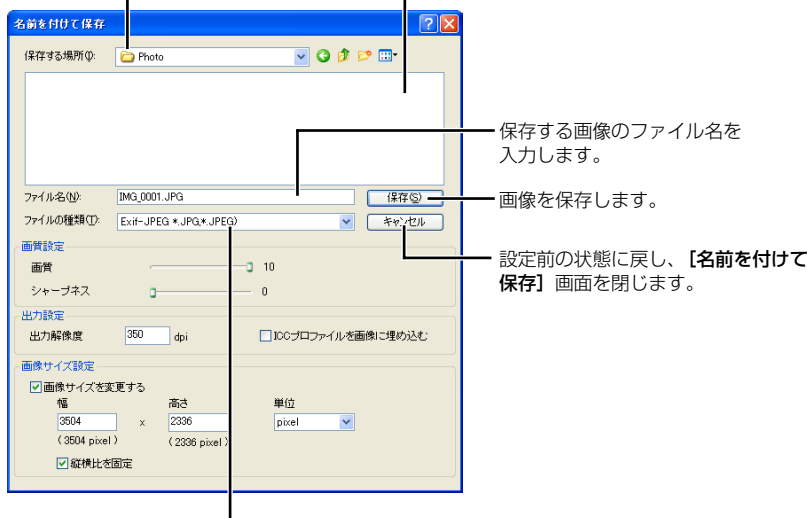 名前を付けて保存
保存する場所(I):
Photo
保存する画像のファイル名を
入力します。
ファイル名(N):
IMG_0001.JPG
保存(S)
画像を保存します。
ファイルの種類(T):
Exif-JPEG *.JPG,*.JPEG)
キャンセル
設定前の状態に戻し、[名前を付けて
保存]画面を閉じます。
画質設定
画質 10
シャープネス 0
出力設定
出力解像度 350 dpi
ICCプロファイルを画像に埋め込む
画像サイズ設定
画像サイズを変更する
幅 高さ 単位
3504 x 2336 pixel
(3504 pixel) (2336 pixel)
縦横比を固定